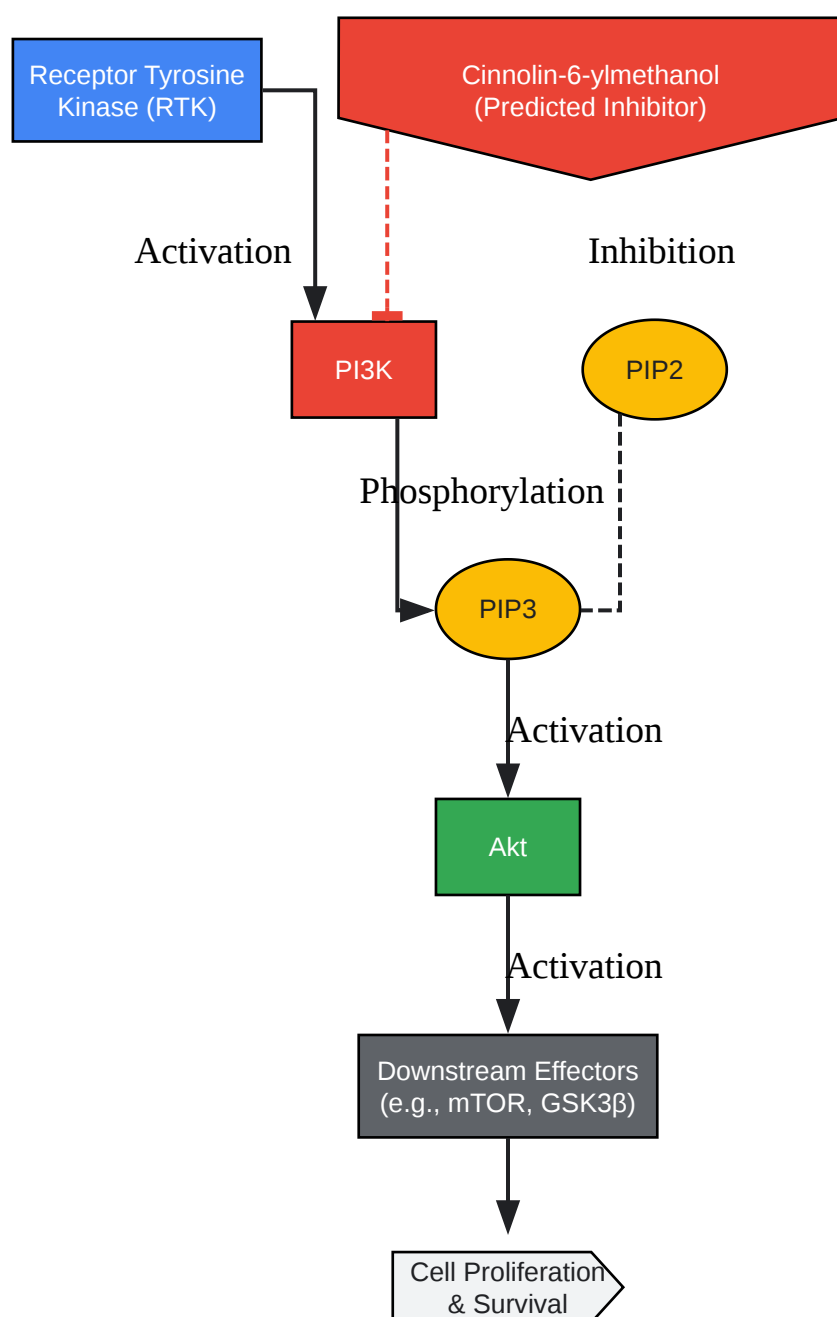 Receptor Tyrosine
Kinase (RTK)
Cinnolin-6-ylmethanol
(Predicted Inhibitor)
Activation
Inhibition
PI3K
PIP2
Phosphorylation
PIP3
Activation
Akt
Activation
Downstream Effectors
(e.g., mTOR, GSK3β)
Cell Proliferation
& Survival